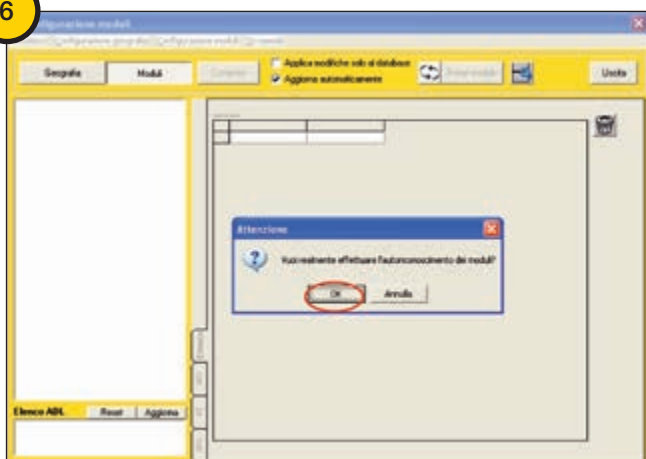 6
Configurazione moduli
Geografia
Moduli
Applica modifiche solo al database
Aggiorna automaticamente
Uscita
Attenzione
Vuoi realmente effettuare l'autoriconoscimento dei moduli?
OK
Annulla
Elenco ABL
Reset
Aggiorna